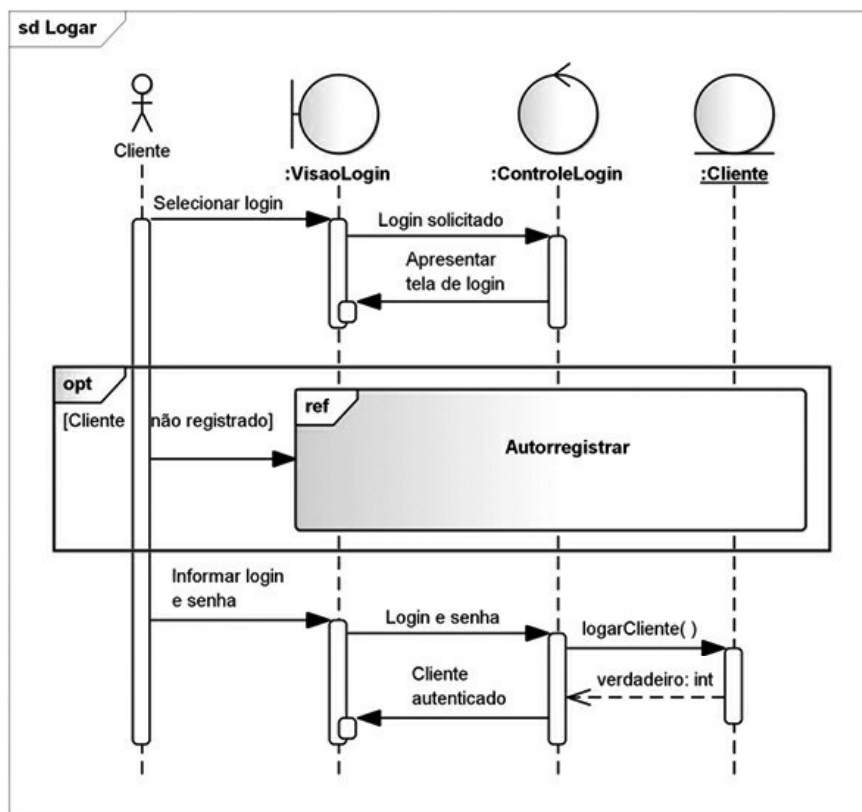 sd Logar
Cliente
:VisaoLogin
:ControleLogin
:Cliente
Selecionar login
Login solicitado
Apresentar
tela de login
opt
[Cliente não registrado]
ref
Autorregistrar
Informar login
e senha
Login e senha
logarCliente( )
verdadeiro: int
Cliente
autenticado